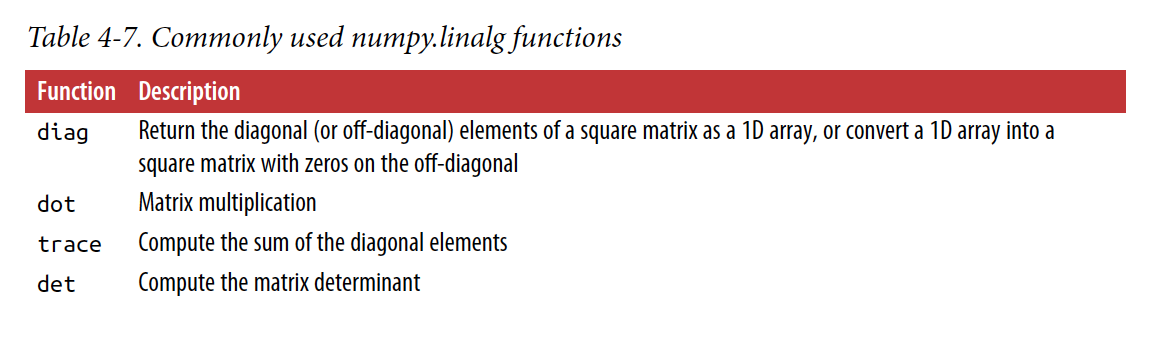 Table 4-7. Commonly used numpy.linalg functions
Function Description
diag Return the diagonal (or off-diagonal) elements of a square matrix as a 1D array, or convert a 1D array into a
square matrix with zeros on the off-diagonal
dot Matrix multiplication
trace Compute the sum of the diagonal elements
det Compute the matrix determinant